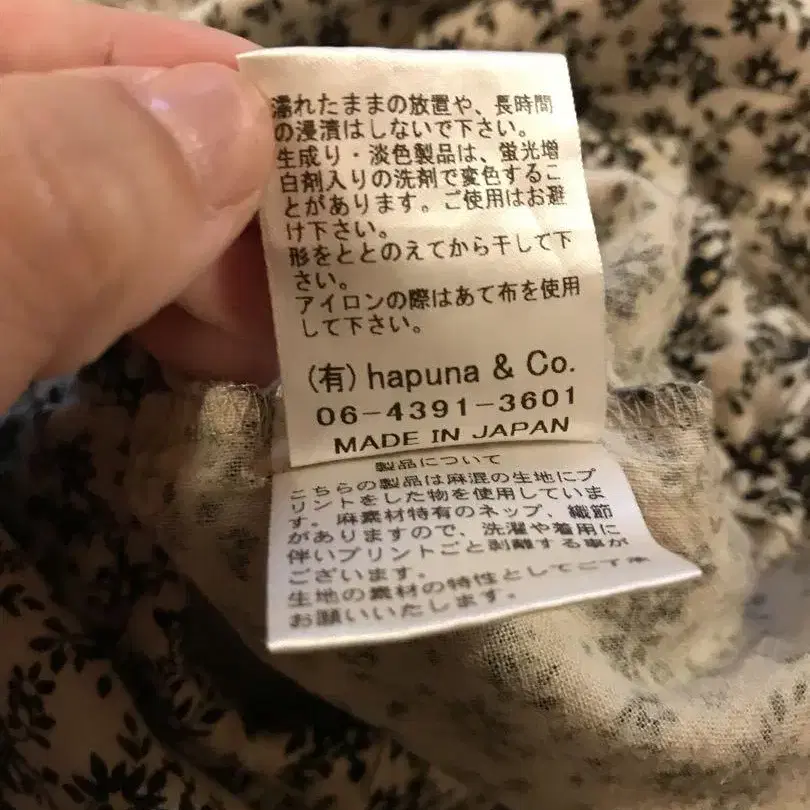 濡れたままの放置や、長時間
の浸漬はしないで下さい。
生成り・淡色製品は、蛍光増
白剤入りの洗剤で変色するこ
とがあります。ご使用はお避
け下さい。
形をととのえてから干して下
さい。
アイロンの際はあて布を使用
して下さい。
(有) hapuna & Co.
06-4391-3601
MADE IN JAPAN
製品について
こちらの製品は麻混の生地にプ
リントをした物を使用していま
す。麻素材特有のネップ、織節
がありますので、洗濯や着用に
伴いプリントごと剥離する事が
ございます。
生地の素材の特性としてご了承
お願いいたします。